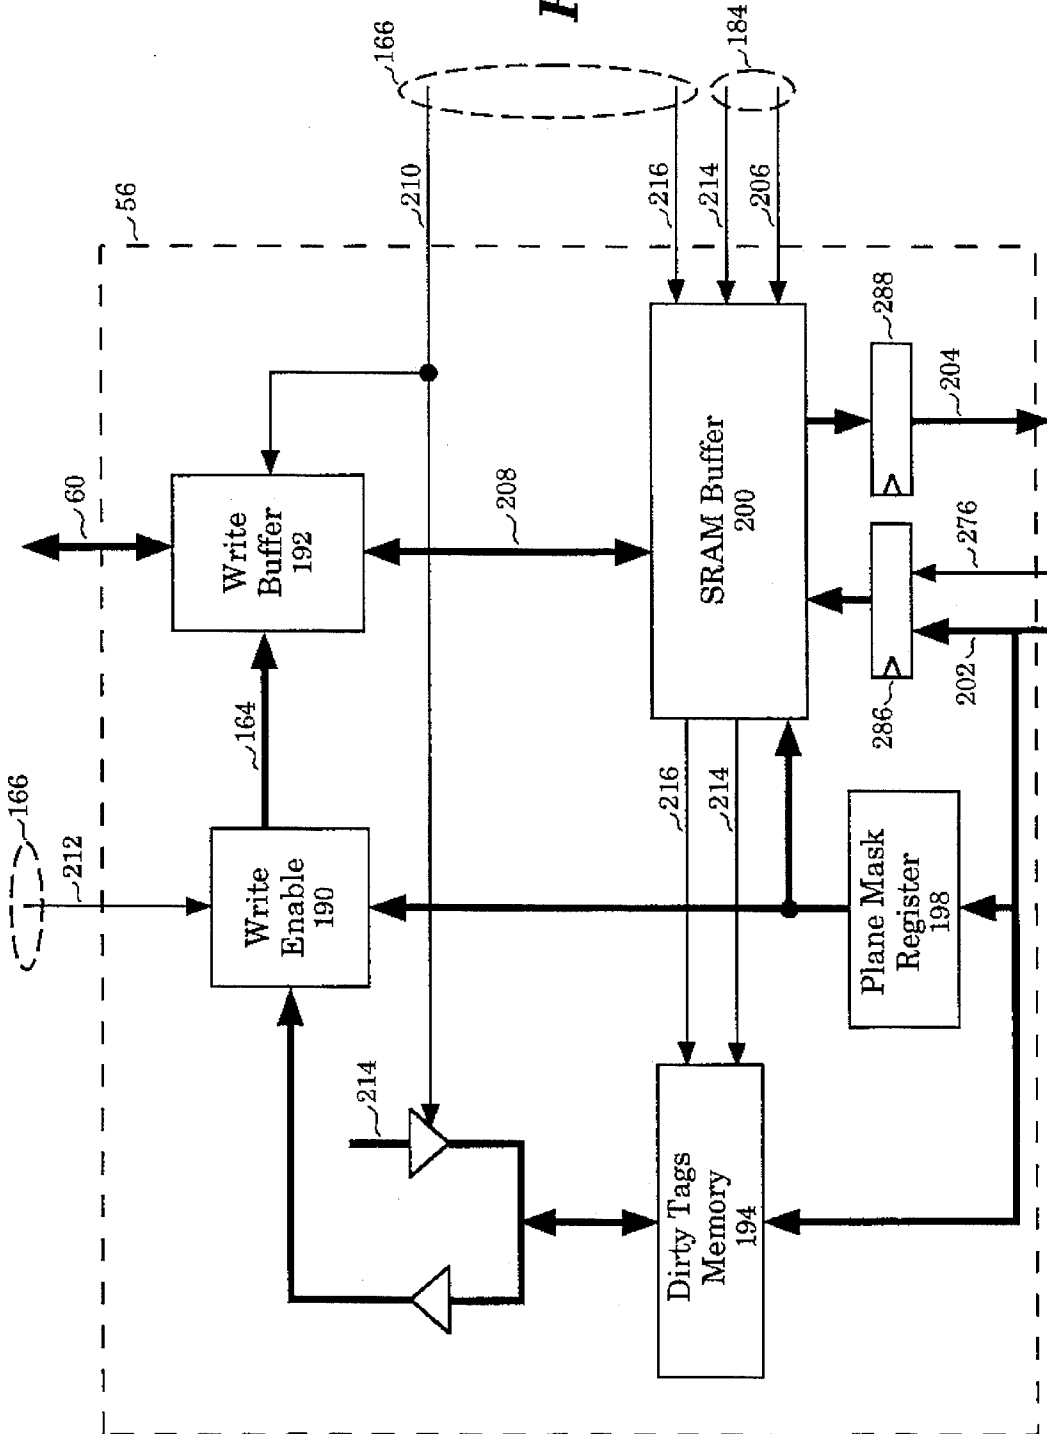 166
212
56
60
166
184
Write
Enable
190
164
Write
Buffer
192
210
214
208
216
214
206
216
214
Dirty Tags
Memory
194
Plane Mask
Register
198
SRAM Buffer
200
286
202
276
288
204